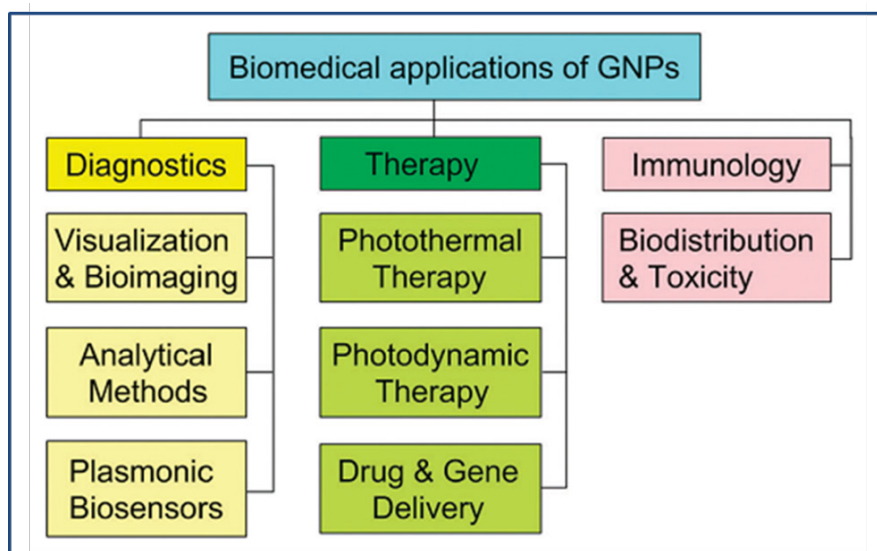 Biomedical applications of GNPs
Diagnostics
Visualization
& Bioimaging
Analytical
Methods
Plasmonic
Biosensors
Therapy
Photothermal
Therapy
Photodynamic
Therapy
Drug & Gene
Delivery
Immunology
Biodistribution
& Toxicity